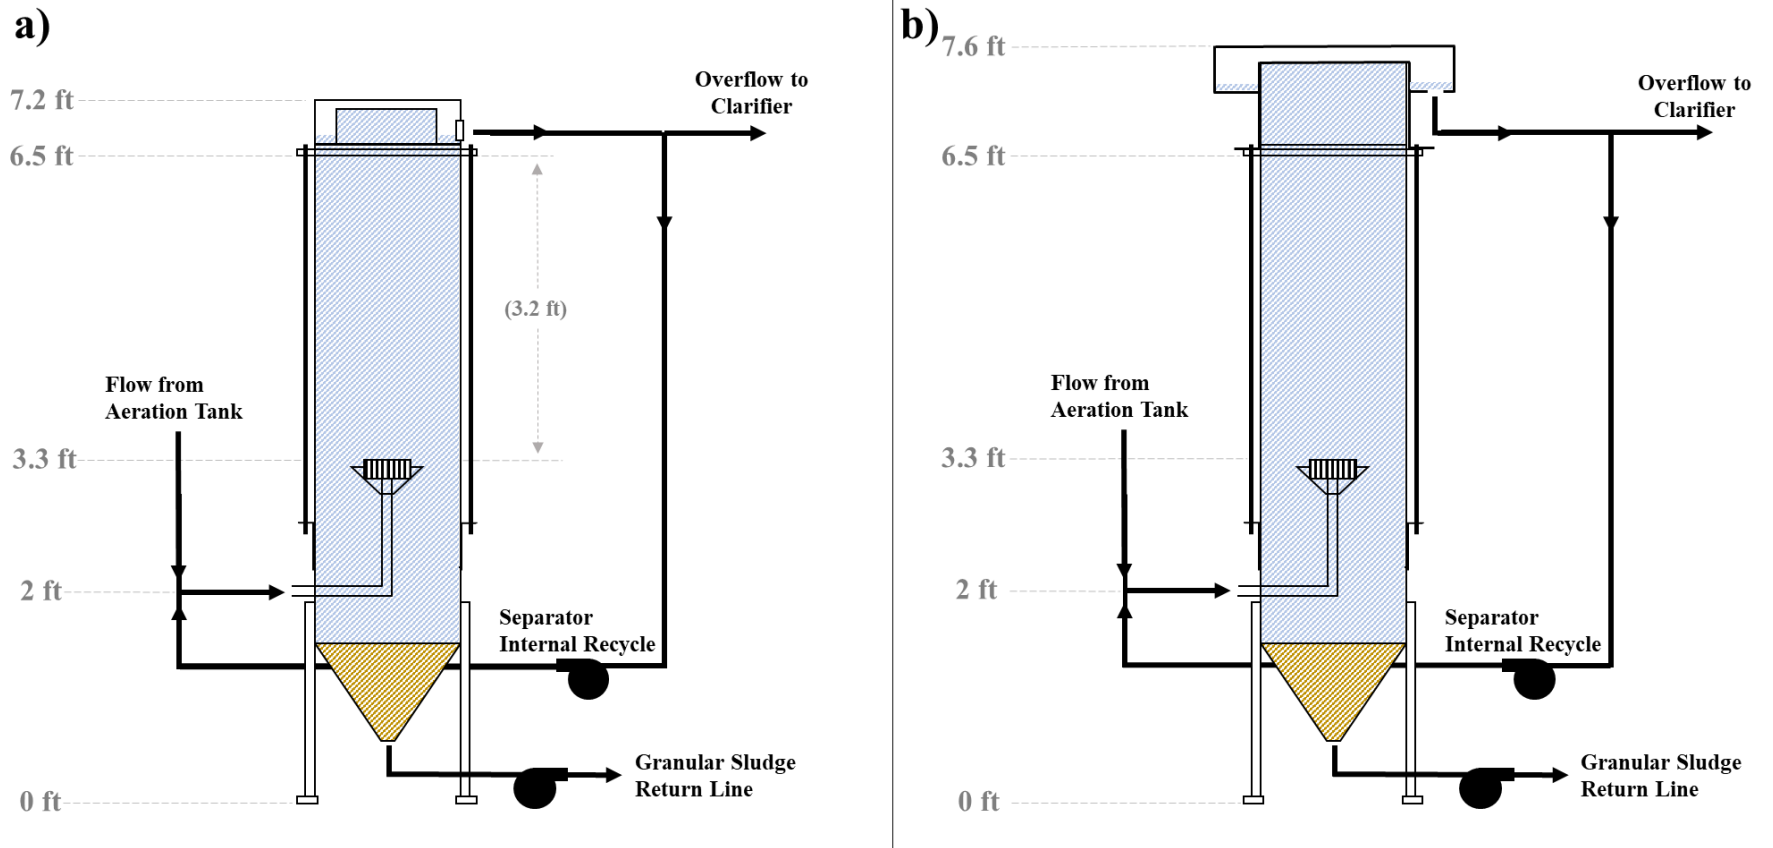 a)
7.2 ft
6.5 ft
Overflow to
Clarifier
(3.2 ft)
Flow from
Aeration Tank
3.3 ft
2 ft
Separator
Internal Recycle
Granular Sludge
Return Line
0 ft
b)
7.6 ft
6.5 ft
Overflow to
Clarifier
Flow from
Aeration Tank
3.3 ft
2 ft
Separator
Internal Recycle
Granular Sludge
Return Line
0 ft